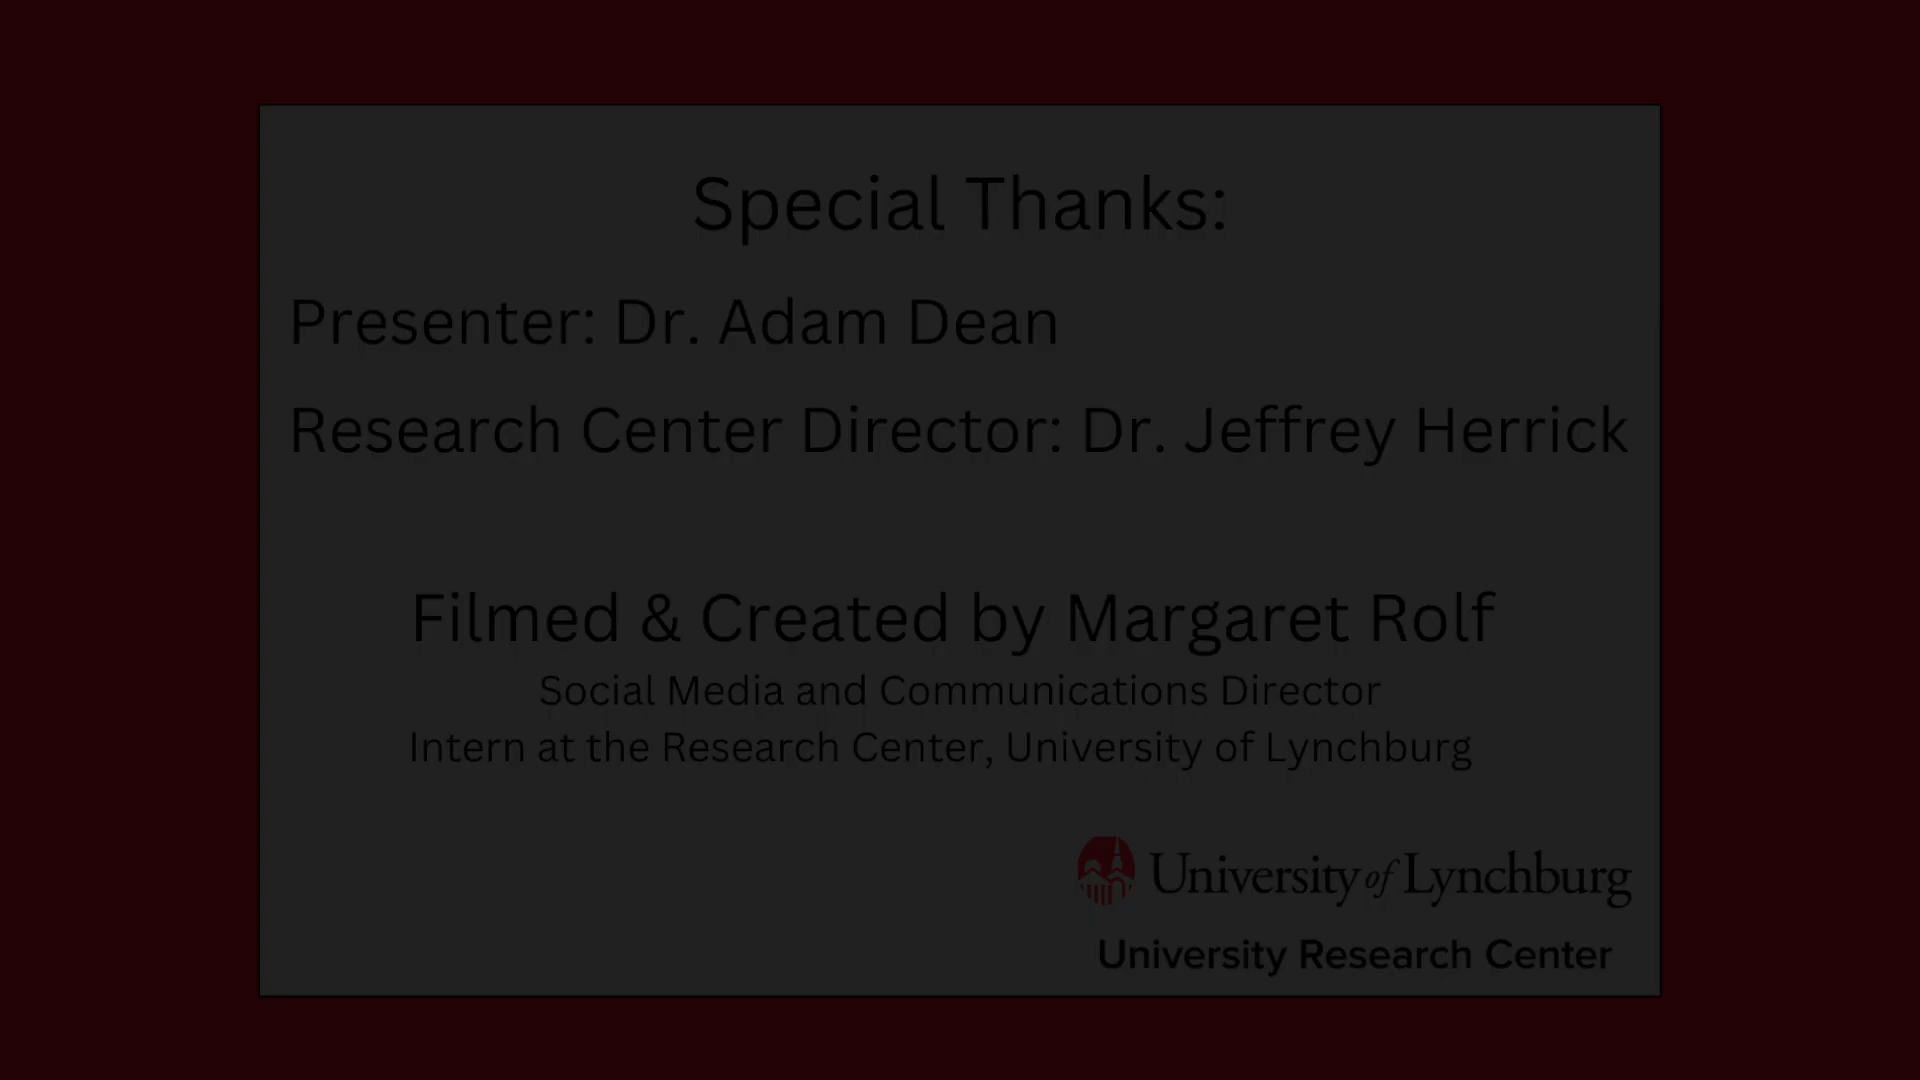 Special Thanks:
Presenter: Dr. Adam Dean
Research Center Director: Dr. Jeffrey Herrick
Filmed & Created by Margaret Rolf
Social Media and Communications Director
Intern at the Research Center, University of Lynchburg
University of Lynchburg
University Research Center